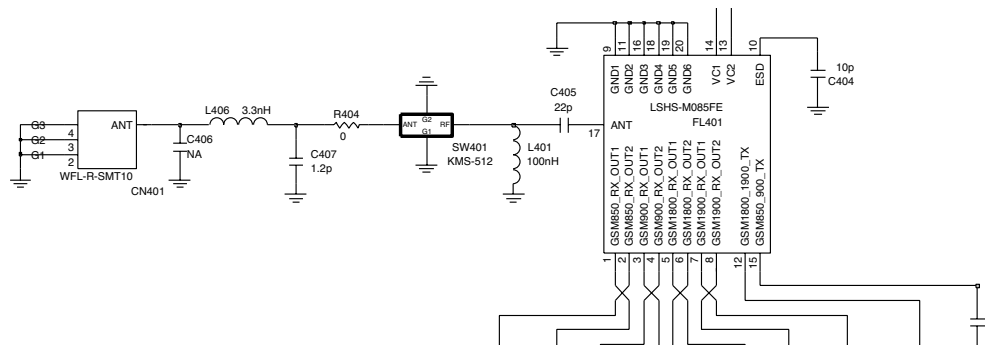 9
11
16
18
19
20
14
13
10
GND1
GND2
GND3
GND4
GND5
GND6
VC1
VC2
ESD
10p
C404
LSHS-M085FE
FL401
ANT
17
C405
22p
L406 3.3nH
R404
0
G3
G2
G1
4
3
2
ANT
WFL-R-SMT10
CN401
C406
NA
C407
1.2p
ANT
G2
G1
RF
SW401
KMS-512
L401
100nH
GSM850_RX_OUT1
GSM850_RX_OUT2
GSM900_RX_OUT1
GSM900_RX_OUT2
GSM1800_RX_OUT1
GSM1800_RX_OUT2
GSM1900_RX_OUT1
GSM1900_RX_OUT2
GSM1800_1900_TX
GSM850_900_TX
1
2
3
4
5
6
7
8
12
15